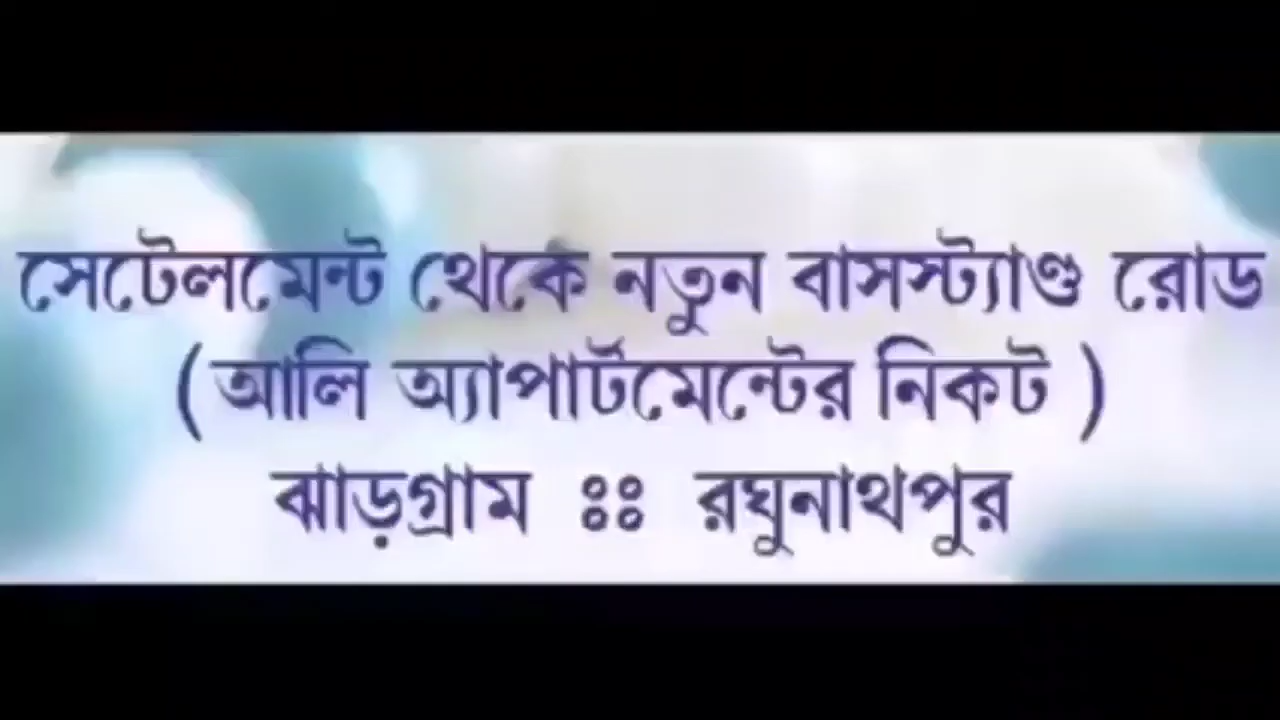 সেটেলমেন্ট থেকে নতুন বাসস্ট্যাণ্ড রোড
( আলি অ্যাপার্টমেন্টের নিকট )
ঝাড়গ্রাম ঃঃ রঘুনাথপুর